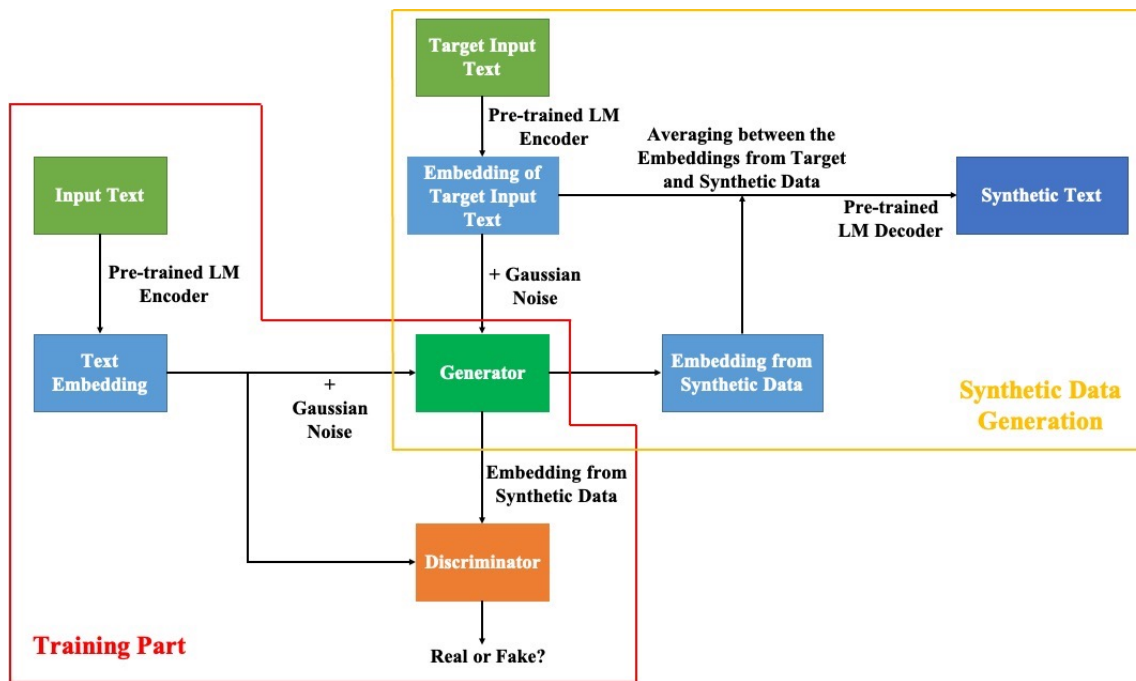 Target Input
Text
Pre-trained LM
Encoder
Averaging between the
Embeddings from Target
and Synthetic Data
Input Text
Embedding of
Target Input
Text
Synthetic Text
Pre-trained
LM Decoder
Pre-trained LM
Encoder
+ Gaussian
Noise
Text
Embedding
+
Gaussian
Noise
Generator
Embedding from
Synthetic Data
Synthetic Data
Generation
Embedding from
Synthetic Data
Discriminator
Training Part
Real or Fake?